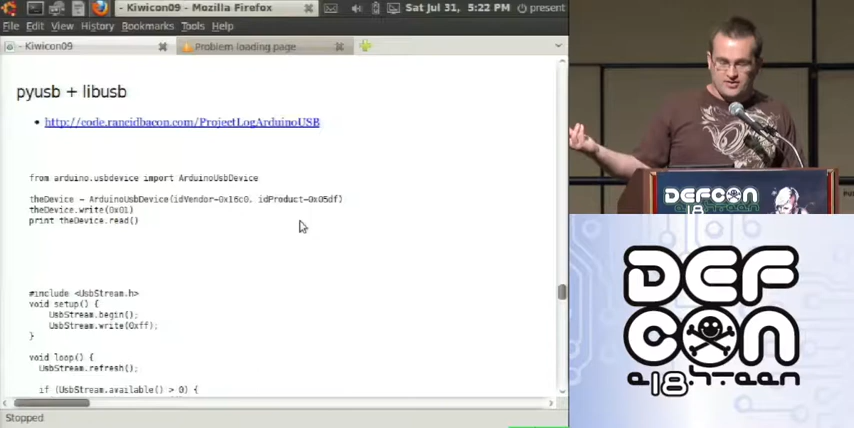 - Kiwicon09 - Mozilla Firefox
Sat Jul 31, 5:22 PM
present
File Edit View History Bookmarks Tools Help
- Kiwicon09
Problem loading page
pyusb + libusb
http://code.rancidbacon.com/ProjectLogArduinoUSB
from arduino.usbdevice import ArduinoUsbDevice
theDevice = ArduinoUsbDevice(idVendor=0x16c0, idProduct=0x05df)
theDevice.write(0x01)
print theDevice.read()
#include <UsbStream.h>
void setup() {
UsbStream.begin();
UsbStream.write(0xff);
}
void loop() {
UsbStream.refresh();
if (UsbStream.available() > 0) {
Stopped
DEFCON
18
DEF
CON
e18h-teen